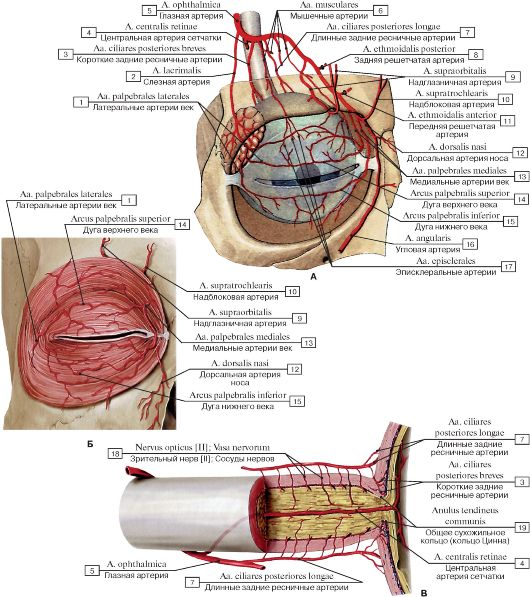 5 A. ophthalmica
Глазная артерия
4 A. centralis retinae
Центральная артерия сетчатки
3 Aa. ciliares posteriores breves
Короткие задние ресничные артерии
2 A. lacrimalis
Слезная артерия
1 Aa. palpebrales laterales
Латеральные артерии век
Aa. musculares 6
Мышечные артерии
Aa. ciliares posteriores longae 7
Длинные задние ресничные артерии
A. ethmoidalis posterior 8
Задняя решетчатая артерия
A. supraorbitalis 9
Надглазничная артерия
A. supratrochlearis 10
Надблоковая артерия
A. ethmoidalis anterior 11
Передняя решетчатая
артерия
A. dorsalis nasi 12
Дорсальная артерия носа
Aa. palpebrales mediales 13
Медиальные артерии век
Arcus palpebralis superior 14
Дуга верхнего века
Arcus palpebralis inferior 15
Дуга нижнего века
A. angularis 16
Угловая артерия
Aa. episclerales 17
Эписклеральные артерии
А
Aa. palpebrales laterales 1
Латеральные артерии век
Arcus palpebralis superior 14
Дуга верхнего века
A. supratrochlearis 10
Надблоковая артерия
A. supraorbitalis 9
Надглазничная артерия
Aa. palpebrales mediales 13
Медиальные артерии век
A. dorsalis nasi 12
Дорсальная артерия
носа
Arcus palpebralis inferior 15
Дуга нижнего века
Б
18 Nervus opticus [II]; Vasa nervorum
Зрительный нерв [II]; Сосуды нервов
Aa. ciliares
posteriores longae 7
Длинные задние
ресничные артерии
Aa. ciliares
posteriores breves 3
Короткие задние
ресничные артерии
Anulus tendineus
communis 19
Общее сухожильное
кольцо (кольцо Цинна)
A. centralis retinae 4
Центральная
артерия сетчатки
5 A. ophthalmica
Глазная артерия
7 Aa. ciliares posteriores longae
Длинные задние ресничные артерии
В